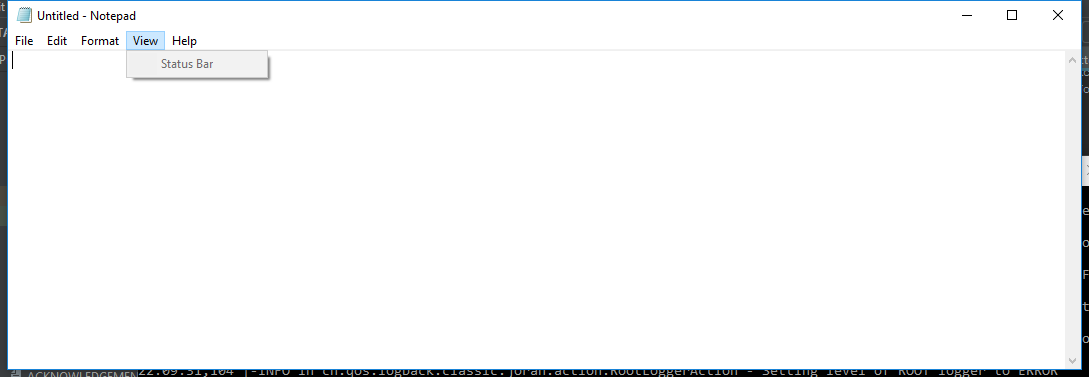 Untitled - Notepad
File Edit Format View Help
Status Bar
ACKNOWLEDGEMEN
22:09:31,104 |-INFO in ch.qos.logback.classic.joran.action.RootLoggerAction - Setting level of ROOT logger to ERROR